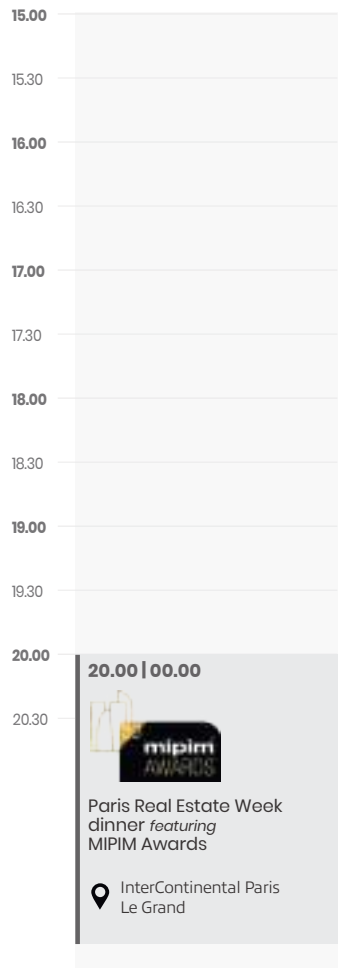 15.00
15.30
16.00
16.30
17.00
17.30
18.00
18.30
19.00
19.30
20.00
20.00 | 00.00
20.30
mipim
AWARDS
Paris Real Estate Week
dinner featuring
MIPIM Awards
InterContinental Paris
Le Grand